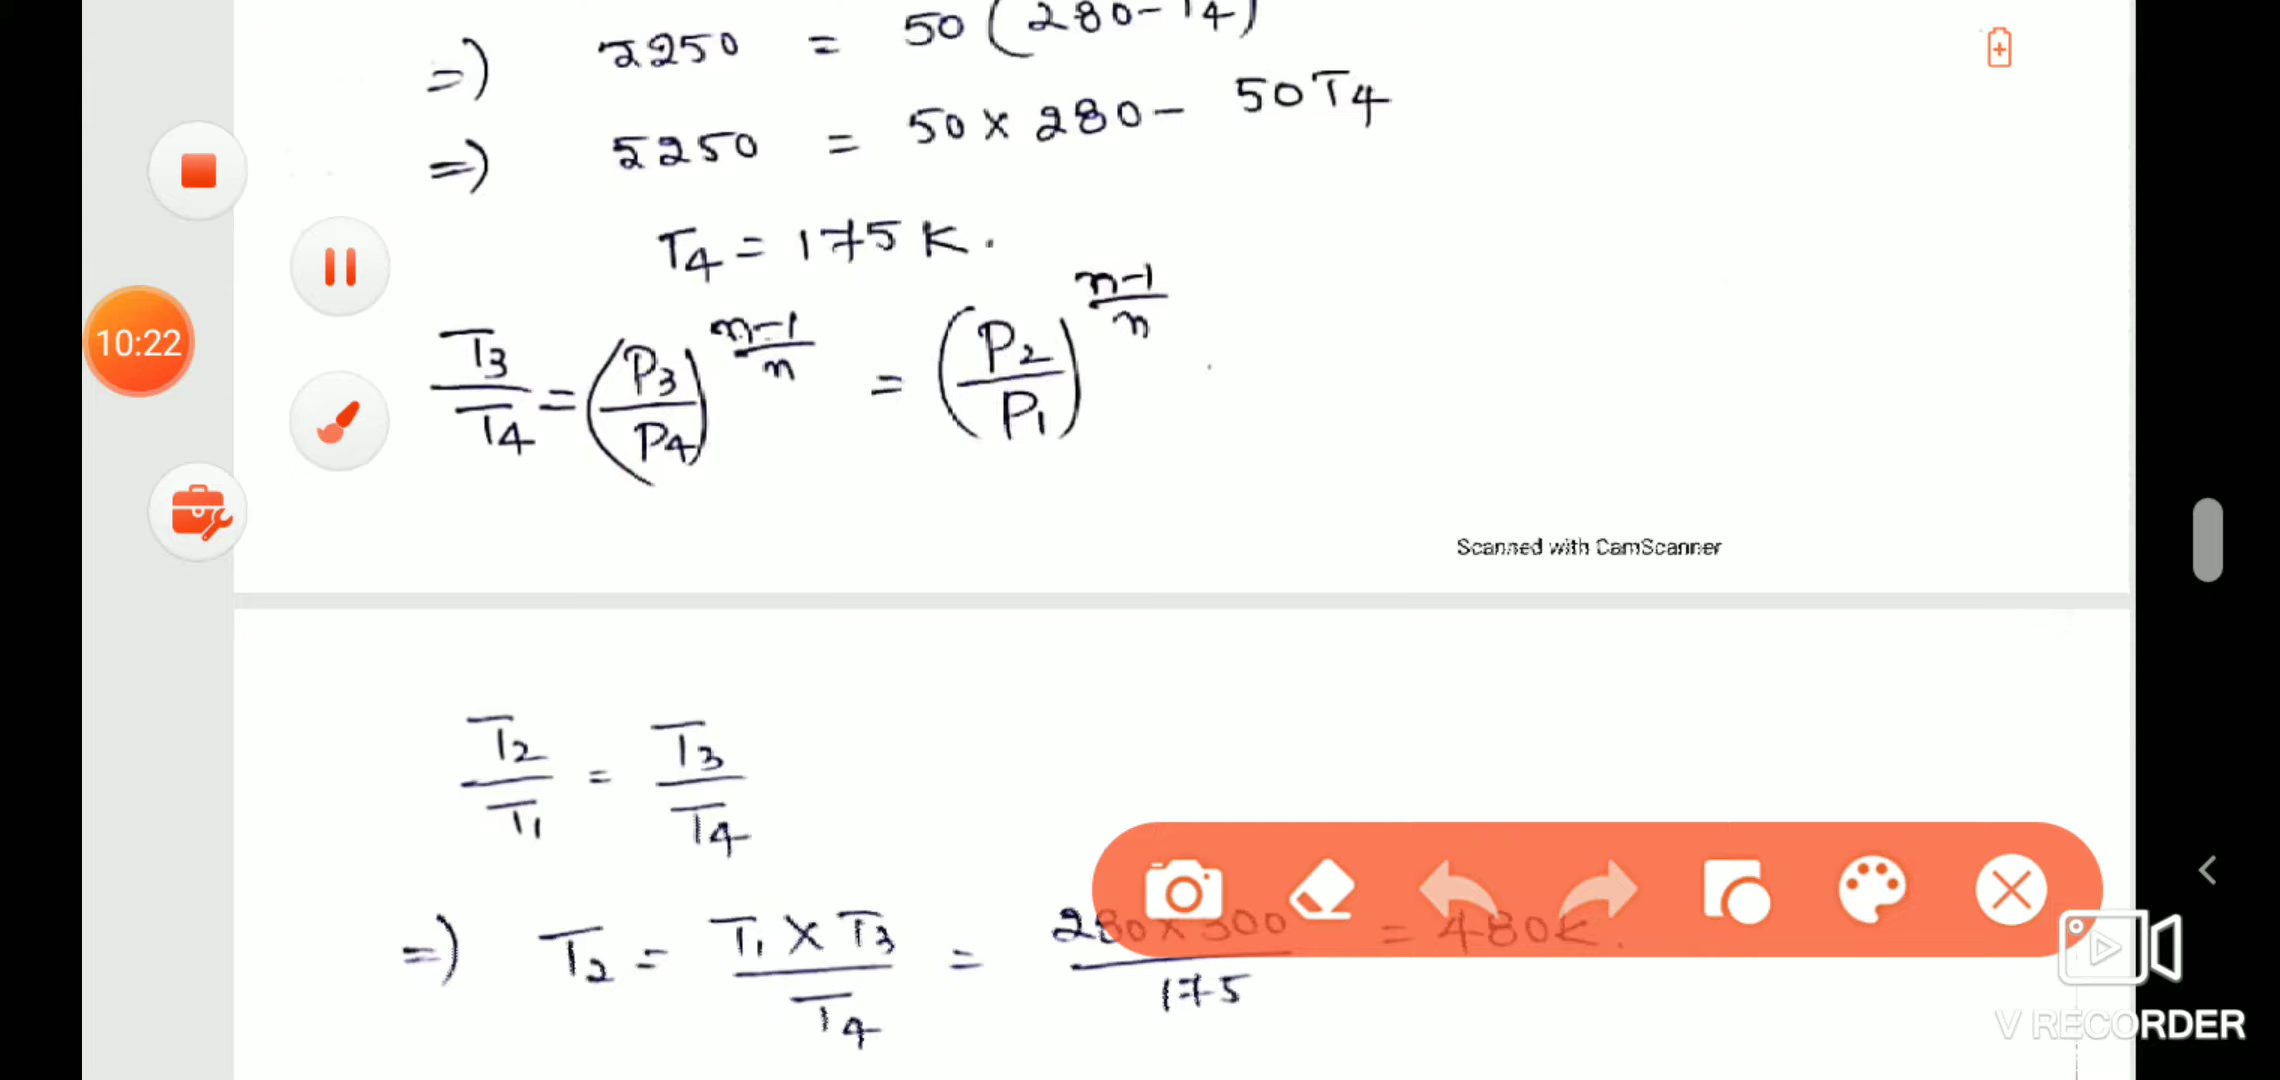 => 5250 = 50 (280-T4)
=> 5250 = 50 × 280 - 50T4
T4 = 175 K.
T3/T4 = (P3/P4)^(n-1/n) = (P2/P1)^(n-1/n)
10:22
Scanned with CamScanner
T2/T1 = T3/T4
=> T2 = T1 × T3/T4 = 280 × 300/175 = 480K.
V RECORDER